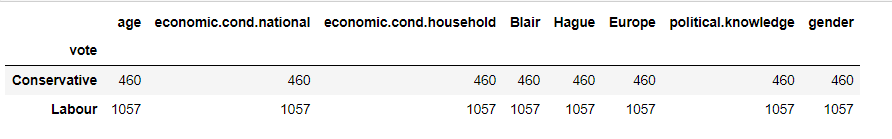 age economic.cond.national economic.cond.household Blair Hague Europe political.knowledge gender
vote
Conservative 460 460 460 460 460 460 460 460
Labour 1057 1057 1057 1057 1057 1057 1057 1057